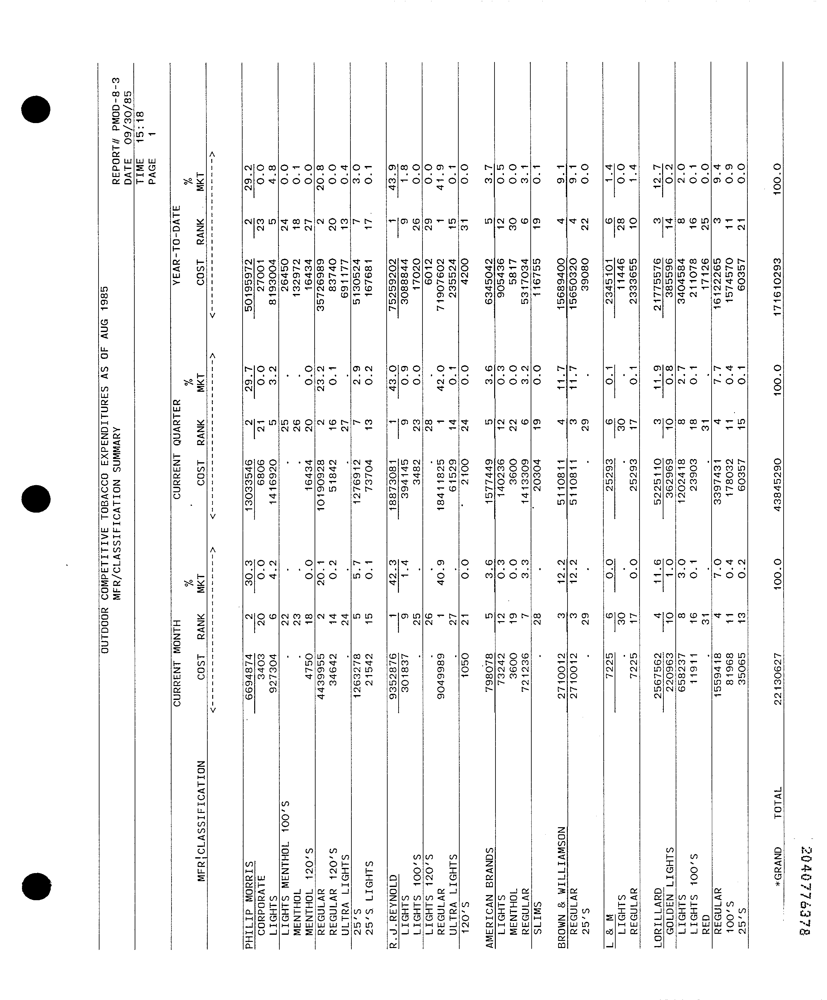 REPORT# PMOD-8-3
OUTDOOR COMPETITIVE TOBACCO EXPENDITURES AS OF AUG 1985 DATE 09/30/85
MFR/CLASSIFICATION SUMMARY TIME 15:18
PAGE 1
CURRENT MONTH CURRENT QUARTER YEAR-TO-DATE
% % %
MFR¦CLASSIFICATION COST RANK MKT COST RANK MKT COST RANK MKT
<-----------------------> <-----------------------> <----------------------->
PHILIP MORRIS 6694874 2 30.3 13033546 2 29.7 50195972 2 29.2
CORPORATE 3403 20 0.0 6806 21 0.0 27001 23 0.0
LIGHTS 927304 6 4.2 1416920 5 3.2 8193004 5 4.8
LIGHTS MENTHOL 100'S . 22 . . 25 . 26450 24 0.0
MENTHOL . 23 . . 26 . 132972 18 0.1
MENTHOL 120'S 4750 18 0.0 16434 20 0.0 16434 27 0.0
REGULAR 4439955 2 20.1 10190928 2 23.2 35726989 2 20.8
REGULAR 120'S 34642 14 0.2 51842 16 0.1 83740 20 0.0
ULTRA LIGHTS . 24 . . 27 . 691177 13 0.4
25'S 1263278 5 5.7 1276912 7 2.9 5130524 7 3.0
25'S LIGHTS 21542 15 0.1 73704 13 0.2 167681 17 0.1
R.J.REYNOLD 9352876 1 42.3 18873081 1 43.0 75259202 1 43.9
LIGHTS 301837 9 1.4 394145 9 0.9 3088844 9 1.8
LIGHTS 100'S . 25 . 3482 23 0.0 17020 26 0.0
LIGHTS 120'S . 26 . . 28 . 6012 29 0.0
REGULAR 9049989 1 40.9 18411825 1 42.0 71907602 1 41.9
ULTRA LIGHTS . 27 . 61529 14 0.1 235524 15 0.1
120'S 1050 21 0.0 2100 24 0.0 4200 31 0.0
AMERICAN BRANDS 798078 5 3.6 1577449 5 3.6 6345042 5 3.7
LIGHTS 73242 12 0.3 140236 12 0.3 905436 12 0.5
MENTHOL 3600 19 0.0 3600 22 0.0 5817 30 0.0
REGULAR 721236 7 3.3 1413309 6 3.2 5317034 6 3.1
SLIMS . 28 . 20304 19 0.0 116755 19 0.1
BROWN & WILLIAMSON 2710012 3 12.2 5110811 4 11.7 15689400 4 9.1
REGULAR 2710012 3 12.2 5110811 3 11.7 15650320 4 9.1
25'S . 29 . . 29 . 39080 22 0.0
L & M 7225 6 0.0 25293 6 0.1 2345101 6 1.4
LIGHTS . 30 . . 30 . 11446 28 0.0
REGULAR 7225 17 0.0 25293 17 0.1 2333655 10 1.4
LORILLARD 2567562 4 11.6 5225110 3 11.9 21775576 3 12.7
GOLDEN LIGHTS 220963 10 1.0 362969 10 0.8 385596 14 0.2
LIGHTS 658237 8 3.0 1202418 8 2.7 3404584 8 2.0
LIGHTS 100'S 11911 16 0.1 23903 18 0.1 211078 16 0.1
RED . 31 . . 31 . 17126 25 0.0
REGULAR 1559418 4 7.0 3397431 4 7.7 16122265 3 9.4
100'S 81968 11 0.4 178032 11 0.4 1574570 11 0.9
25'S 35065 13 0.2 60357 15 0.1 60357 21 0.0
*GRAND TOTAL 22130627 100.0 43845290 100.0 171610293 100.0
2040776378